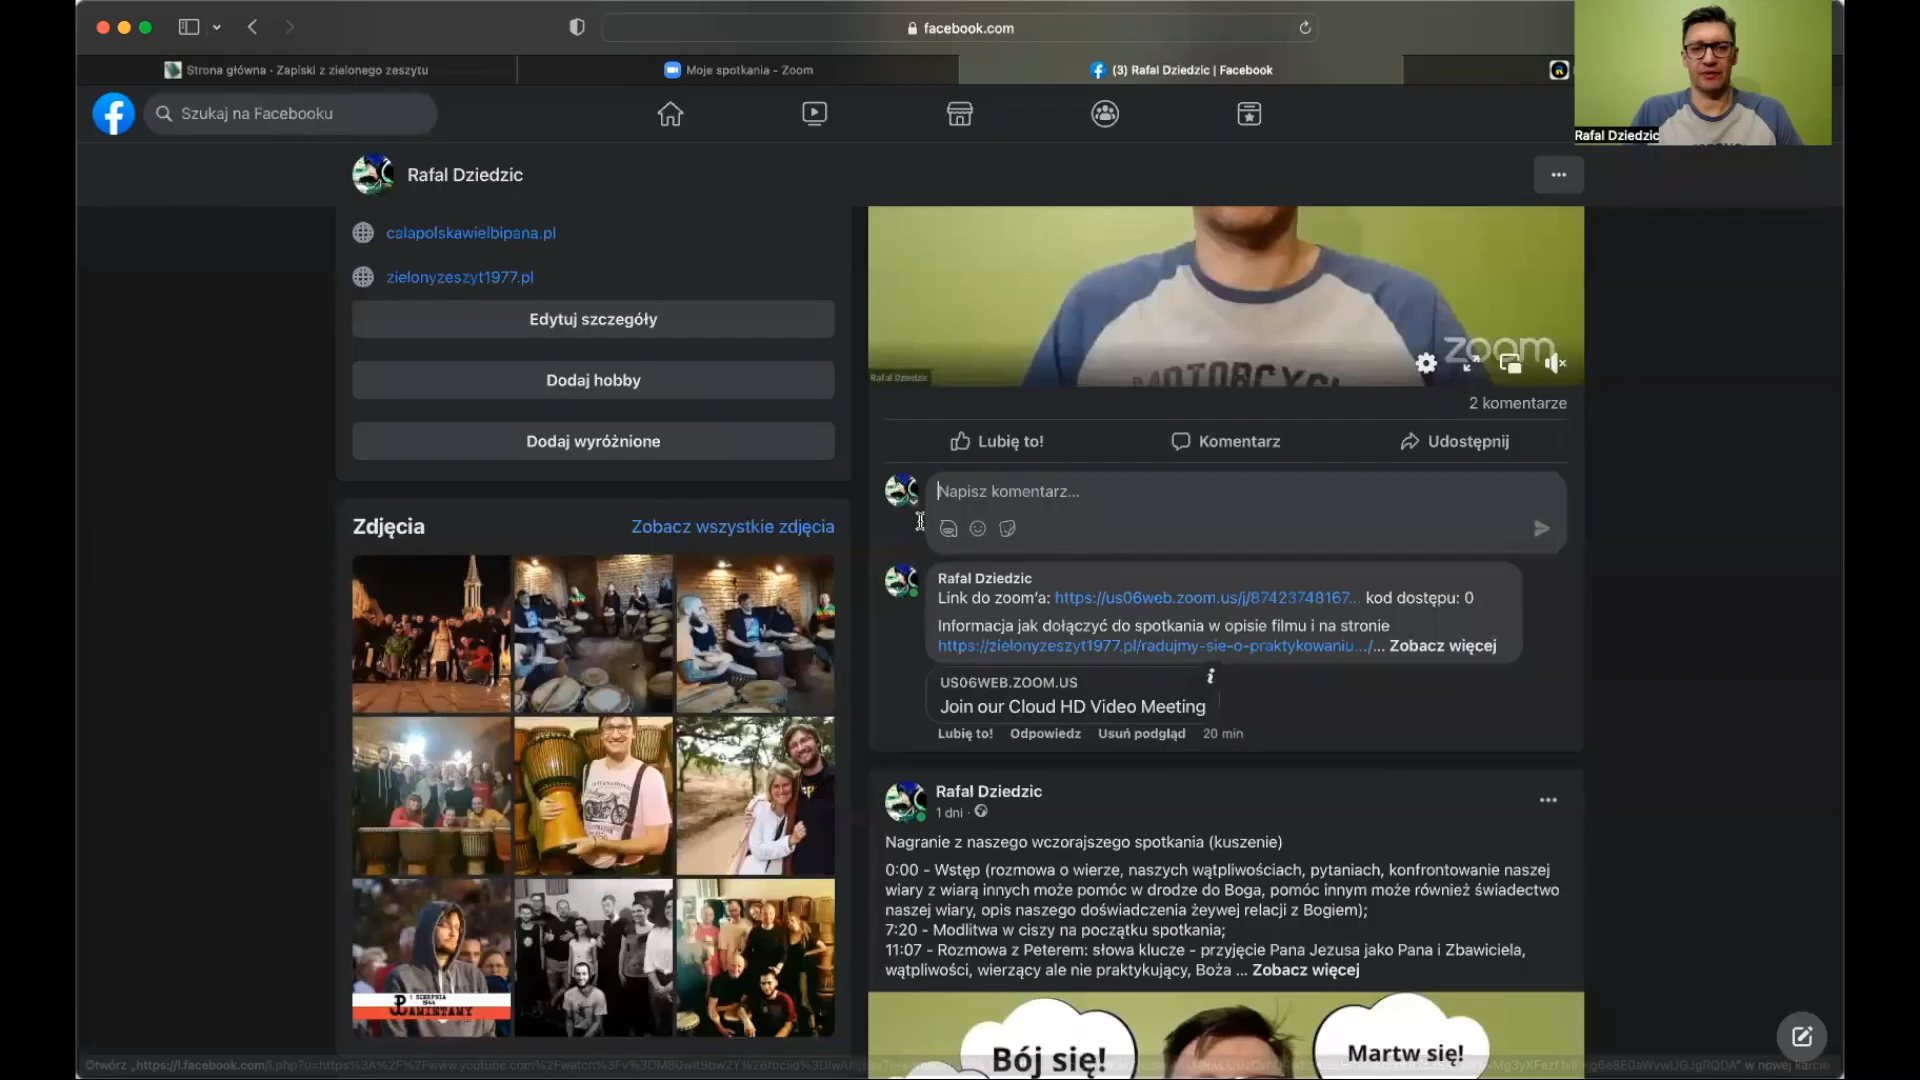 facebook.com
Strona główna · Zapiski z zielonego zeszytu
Moje spotkania - Zoom
(3) Rafal Dziedzic | Facebook
Szukaj na Facebooku
Rafal Dziedzic
Rafal Dziedzic
calapolskawielbipana.pl
zielonyzeszyt1977.pl
Edytuj szczegóły
Dodaj hobby
Dodaj wyróżnione
Zdjęcia
Zobacz wszystkie zdjęcia
1 SIERPNIA
1944
PAMIĘTAMY
zoom
MOTORCYCL
Rafal Dziedzic
2 komentarze
Lubię to!
Komentarz
Udostępnij
Napisz komentarz...
Rafal Dziedzic
Link do zoom'a: https://us06web.zoom.us/j/87423748167... kod dostępu: 0
Informacja jak dołączyć do spotkania w opisie filmu i na stronie
https://zielonyzeszyt1977.pl/radujmy-sie-o-praktykowaniu.../... Zobacz więcej
US06WEB.ZOOM.US
Join our Cloud HD Video Meeting
Lubię to! Odpowiedz Usuń podgląd 20 min
Rafal Dziedzic
1 dni ·
Nagranie z naszego wczorajszego spotkania (kuszenie)
0:00 - Wstęp (rozmowa o wierze, naszych wątpliwościach, pytaniach, konfrontowanie naszej
wiary z wiarą innych może pomóc w drodze do Boga, pomóc innym może również świadectwo
naszej wiary, opis naszego doświadczenia żeywej relacji z Bogiem);
7:20 - Modlitwa w ciszy na początku spotkania;
11:07 - Rozmowa z Peterem: słowa klucze - przyjęcie Pana Jezusa jako Pana i Zbawiciela,
wątpliwości, wierzący ale nie praktykujący, Boża ... Zobacz więcej
Bój się!
Martw się!